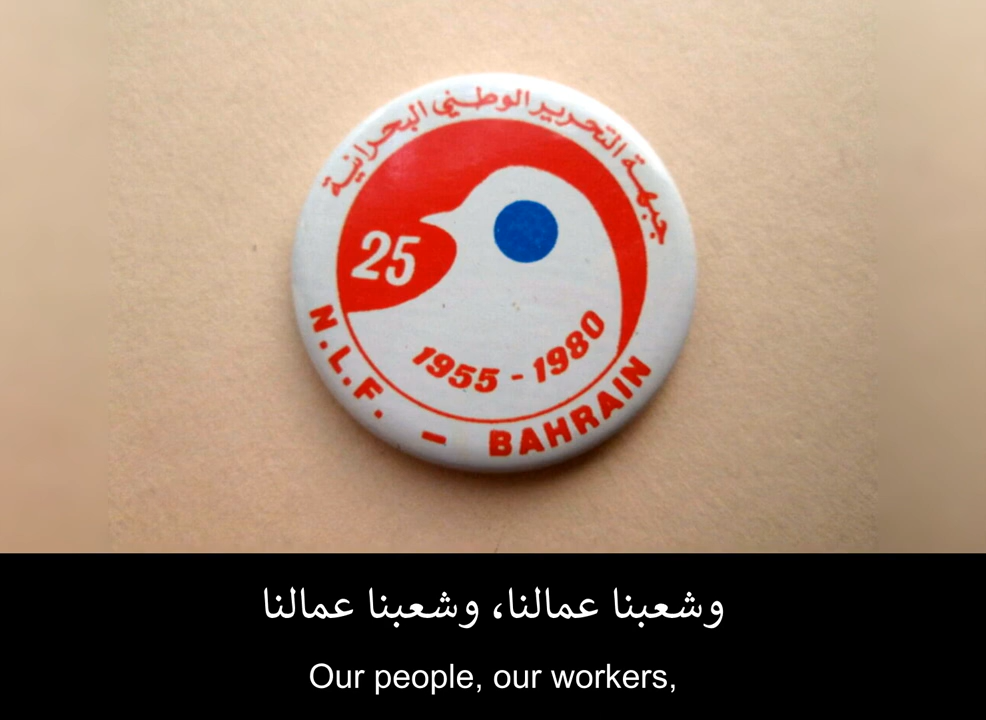 جبهة التحرير الوطني البحرانية
25
1955 - 1980
N.L.F. - BAHRAIN
وشعبنا عمالنا، وشعبنا عمالنا
Our people, our workers,